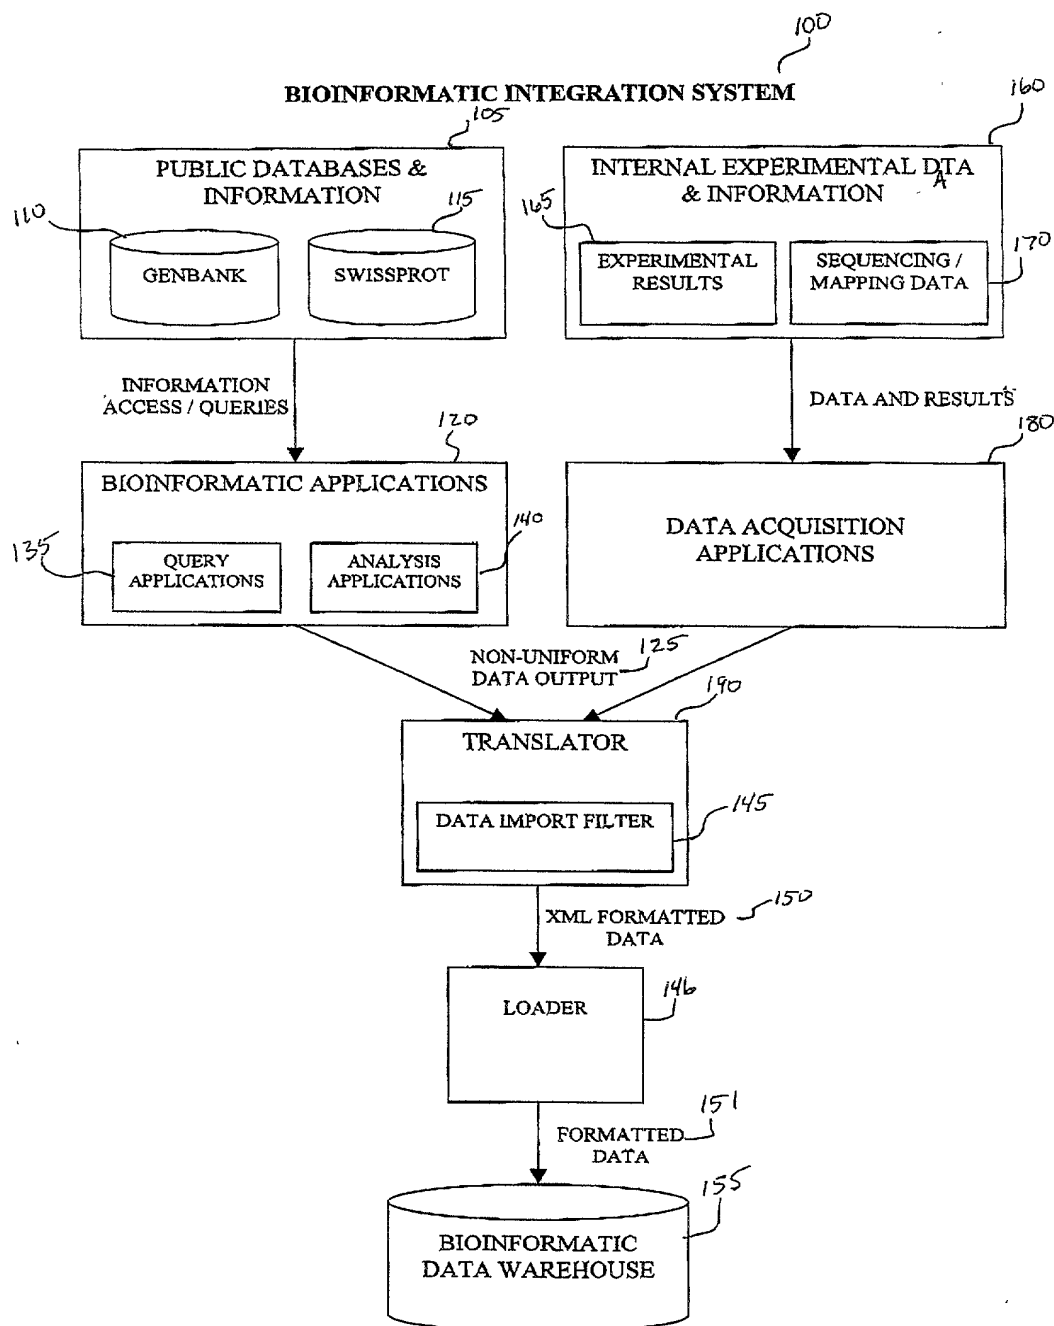 100
BIOINFORMATIC INTEGRATION SYSTEM
105
160
PUBLIC DATABASES &
INFORMATION
INTERNAL EXPERIMENTAL DTA
A
& INFORMATION
110
115
165
170
GENBANK
SWISSPROT
EXPERIMENTAL
RESULTS
SEQUENCING /
MAPPING DATA
INFORMATION
ACCESS / QUERIES
DATA AND RESULTS
120
180
BIOINFORMATIC APPLICATIONS
DATA ACQUISITION
APPLICATIONS
135
140
QUERY
APPLICATIONS
ANALYSIS
APPLICATIONS
NON-UNIFORM
DATA OUTPUT
125
190
TRANSLATOR
DATA IMPORT FILTER
145
XML FORMATTED
DATA
150
LOADER
146
FORMATTED
DATA
151
155
BIOINFORMATIC
DATA WAREHOUSE